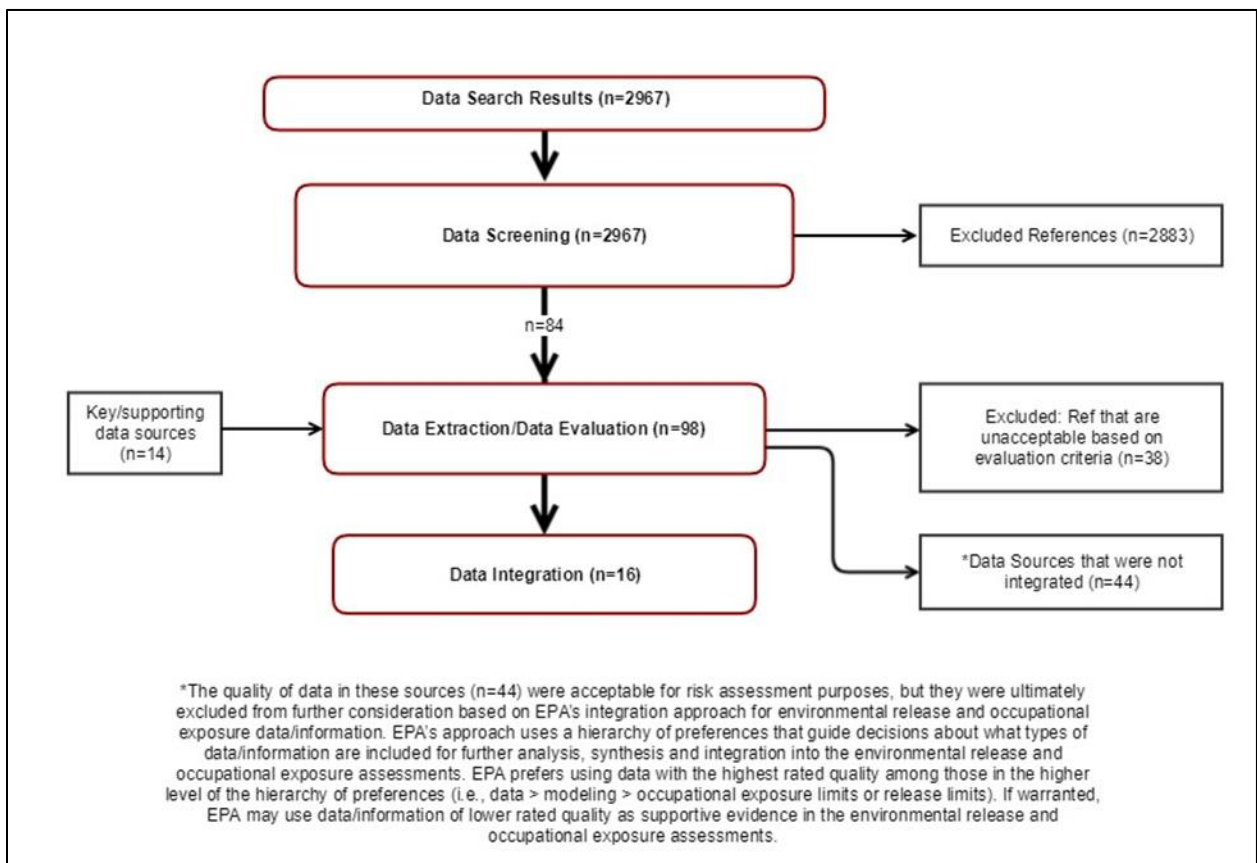 Data Search Results (n=2967)
Data Screening (n=2967)
Excluded References (n=2883)
n=84
Key/supporting
data sources
(n=14)
Data Extraction/Data Evaluation (n=98)
Excluded: Ref that are
unacceptable based on
evaluation criteria (n=38)
Data Integration (n=16)
*Data Sources that were not
integrated (n=44)
*The quality of data in these sources (n=44) were acceptable for risk assessment purposes, but they were ultimately
excluded from further consideration based on EPA's integration approach for environmental release and occupational
exposure data/information. EPA's approach uses a hierarchy of preferences that guide decisions about what types of
data/information are included for further analysis, synthesis and integration into the environmental release and
occupational exposure assessments. EPA prefers using data with the highest rated quality among those in the higher
level of the hierarchy of preferences (i.e., data > modeling > occupational exposure limits or release limits). If warranted,
EPA may use data/information of lower rated quality as supportive evidence in the environmental release and
occupational exposure assessments.